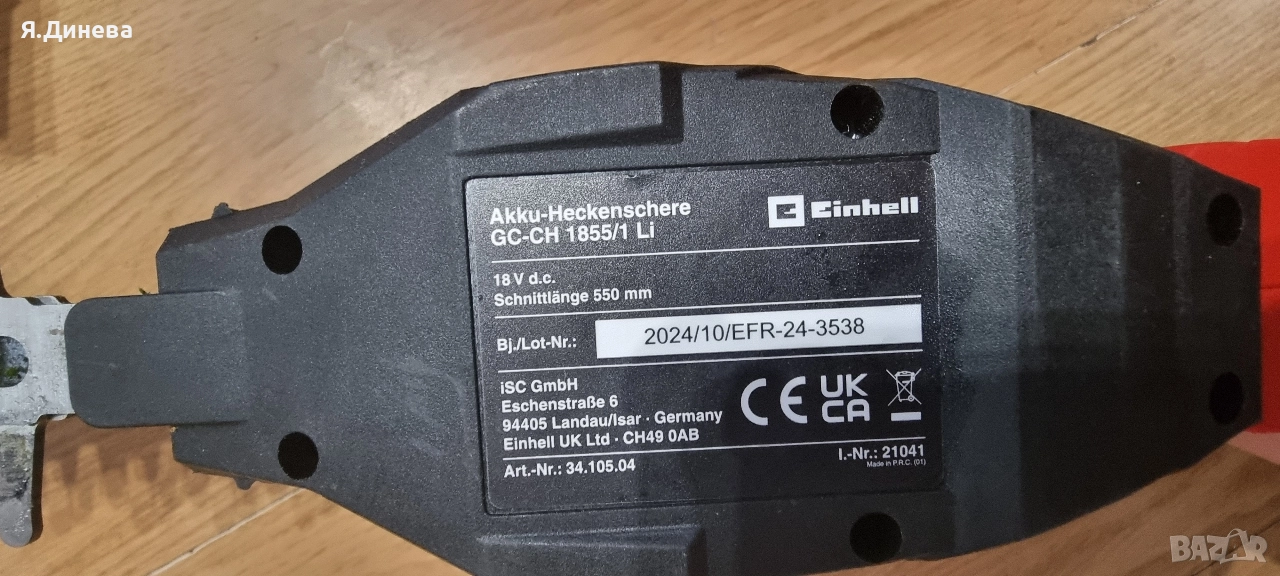 Я.Динева
Akku-Heckenschere
GC-CH 1855/1 Li
Einhell
18 V d.c.
Schnittlänge 550 mm
Bj./Lot-Nr.: 2024/10/EFR-24-3538
iSC GmbH
Eschenstraße 6
94405 Landau/Isar · Germany
Einhell UK Ltd · CH49 0AB
CE UK
CA
Art.-Nr.: 34.105.04
I.-Nr.: 21041
Made in P.R.C. (01)
BAZAR